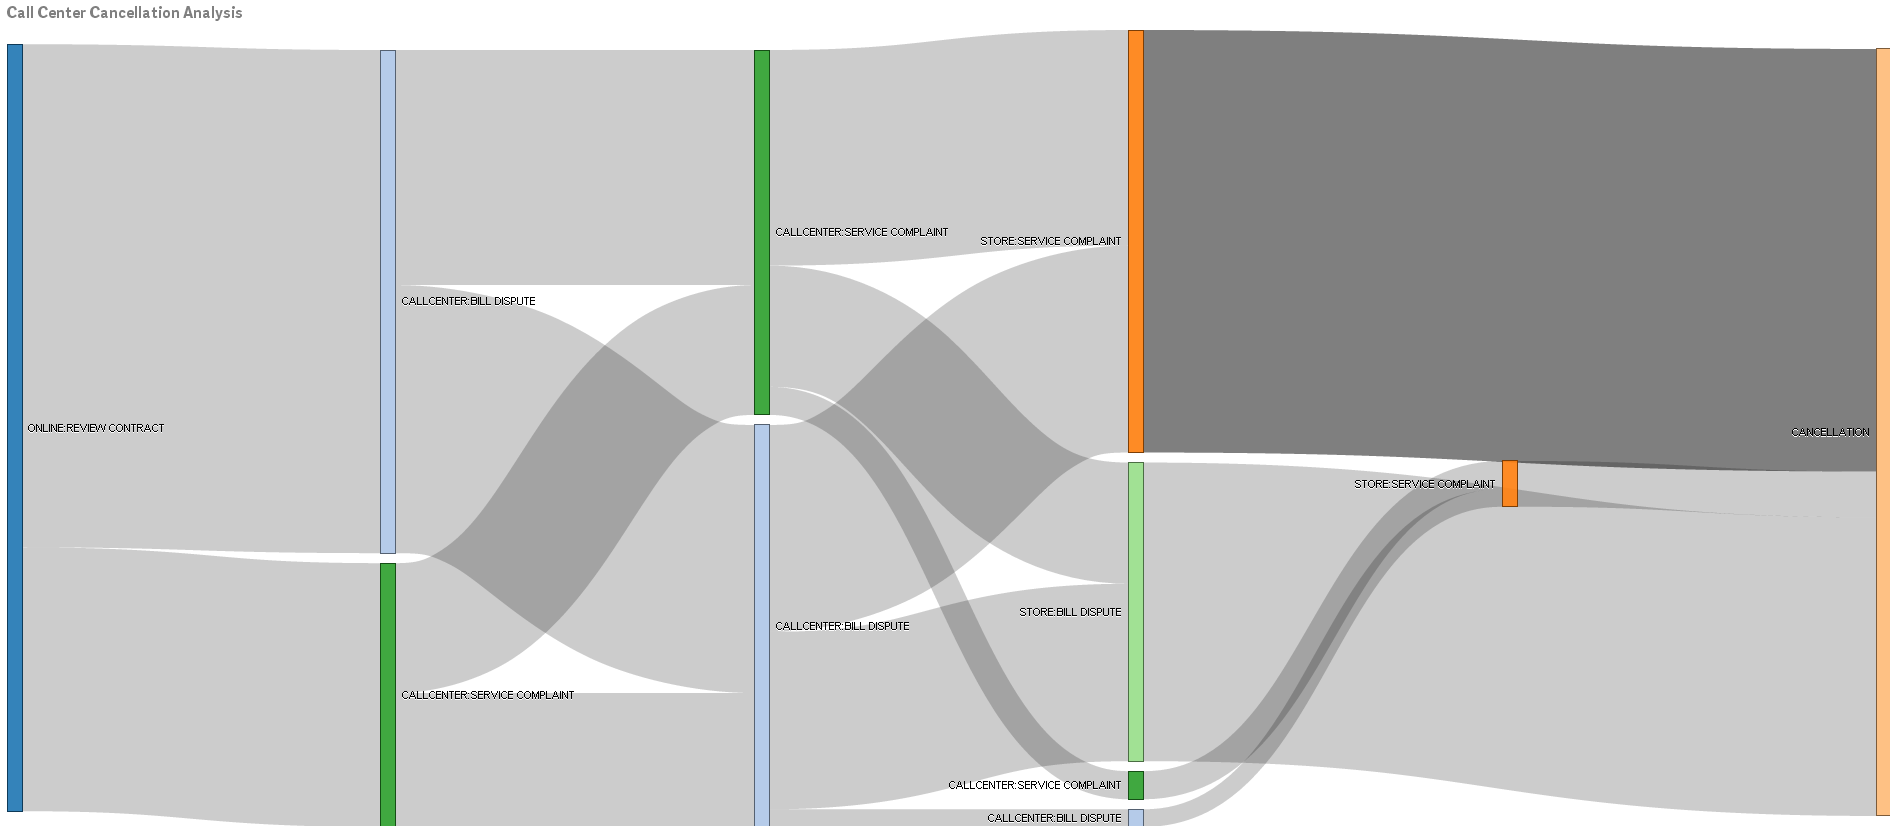 Call Center Cancellation Analysis
ONLINE:REVIEW CONTRACT
CALLCENTER:BILL DISPUTE
CALLCENTER:SERVICE COMPLAINT
CALLCENTER:SERVICE COMPLAINT
CALLCENTER:BILL DISPUTE
STORE:SERVICE COMPLAINT
STORE:BILL DISPUTE
CALLCENTER:SERVICE COMPLAINT
CALLCENTER:BILL DISPUTE
STORE:SERVICE COMPLAINT
CANCELLATION